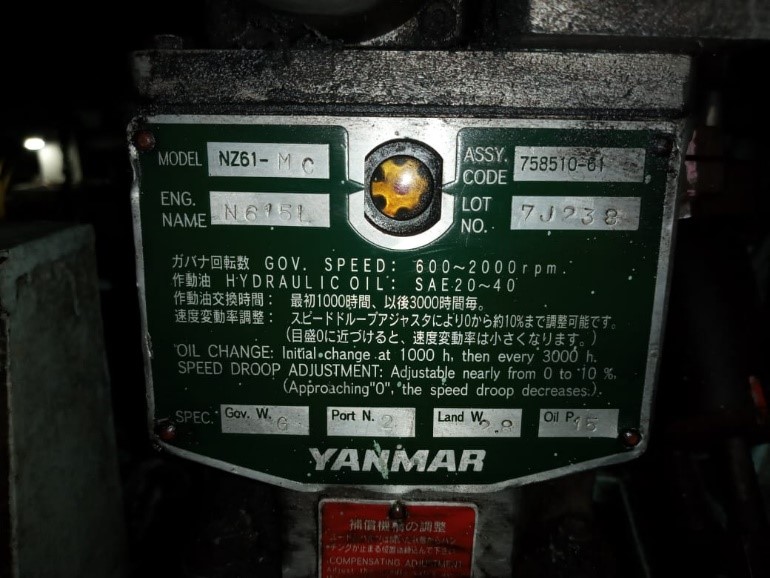 MODEL NZ61- MC
ASSY. CODE 758510-61
ENG. NAME N615L
LOT NO. 7J238
ガバナ回転数 GOV. SPEED: 600～2000rpm.
作動油 HYDRAULIC OIL: SAE20～40
作動油交換時間: 最初1000時間、以後3000時間毎。
速度変動率調整: スピードドループアジャスタにより0から約10%まで調整可能です。
(目盛0に近づけると、速度変動率は小さくなります。)
OIL CHANGE: Initial change at 1000 h, then every 3000 h.
SPEED DROOP ADJUSTMENT: Adjustable nearly from 0 to 10 %.
(Approaching"0", the speed droop decreases.)
SPEC. Gov. W. G Port N. 2 Land W. 2.8 Oil P. 15
YANMAR
補償機構の調整
COMPENSATING ADJUSTMENT